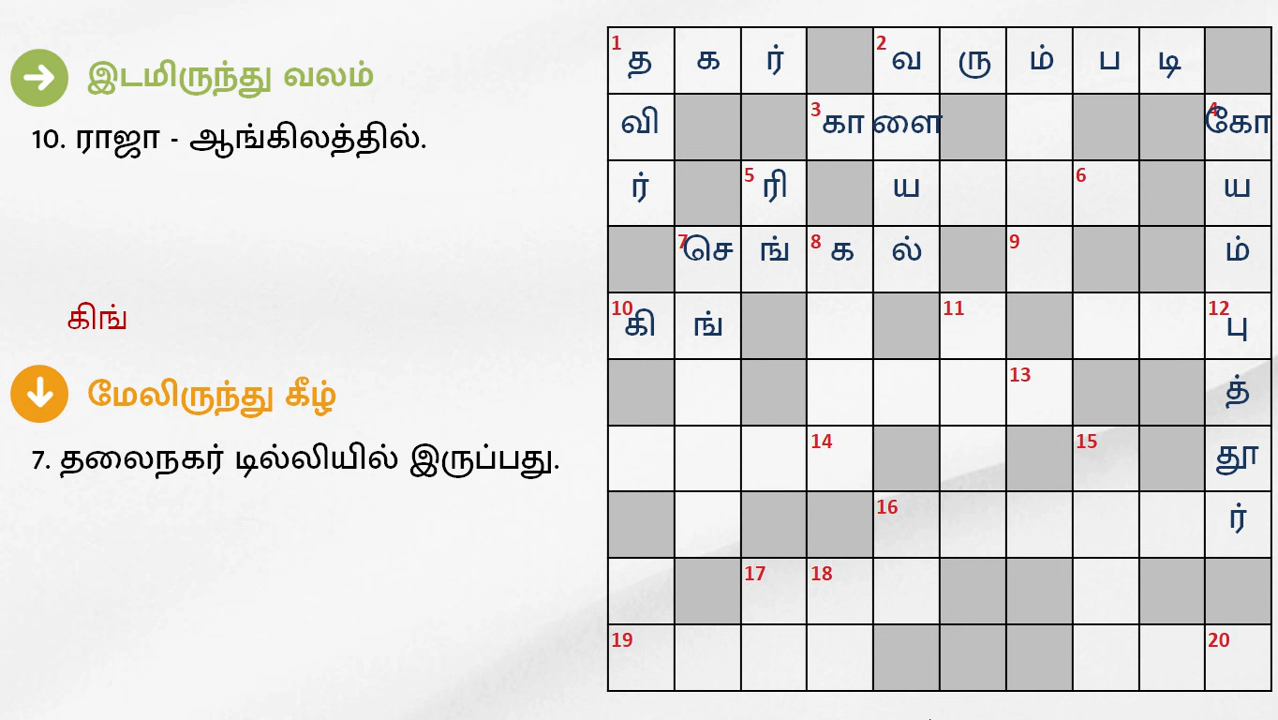 இடமிருந்து வலம்
10. ராஜா - ஆங்கிலத்தில்.
கிங்
மேலிருந்து கீழ்
7. தலைநகர் டில்லியில் இருப்பது.
1 த க ர் 2 வ ரு ம் ப டி
வி 3 கா ளை 4 கோ
ர் 5 ரி ய 6 ய
7 செ ங் 8 க ல் 9 ம்
10 கி ங் 11 12 பு
13 த்
14 15 தூ
16 ர்
17 18
19 20